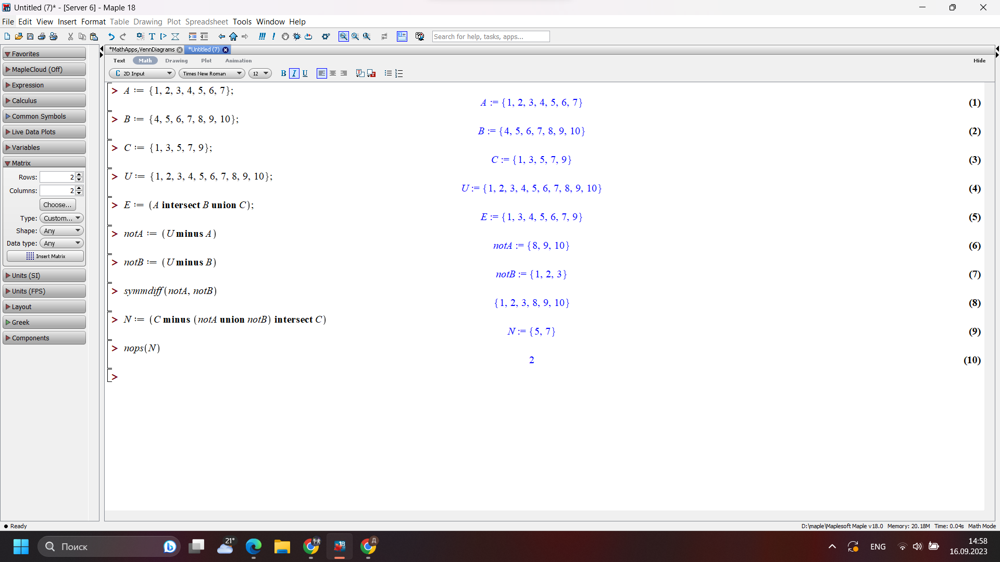 Untitled (7)* - [Server 6] - Maple 18
File Edit View Insert Format Table Drawing Plot Spreadsheet Tools Window Help
Search for help, tasks, apps...
*MathApps,VennDiagrams *Untitled (7)
Text Math Drawing Plot Animation Hide
C 2D Input Times New Roman 12 B I U
Favorites
MapleCloud (Off)
Expression
Calculus
Common Symbols
Live Data Plots
Variables
Matrix
Rows: 2
Columns: 2
Choose...
Type: Custom...
Shape: Any
Data type: Any
Insert Matrix
Units (SI)
Units (FPS)
Layout
Greek
Components
> A := {1, 2, 3, 4, 5, 6, 7};
A := {1, 2, 3, 4, 5, 6, 7} (1)
> B := {4, 5, 6, 7, 8, 9, 10};
B := {4, 5, 6, 7, 8, 9, 10} (2)
> C := {1, 3, 5, 7, 9};
C := {1, 3, 5, 7, 9} (3)
> U := {1, 2, 3, 4, 5, 6, 7, 8, 9, 10};
U := {1, 2, 3, 4, 5, 6, 7, 8, 9, 10} (4)
> E := (A intersect B union C);
E := {1, 3, 4, 5, 6, 7, 9} (5)
> notA := (U minus A)
notA := {8, 9, 10} (6)
> notB := (U minus B)
notB := {1, 2, 3} (7)
> symmdiff(notA, notB)
{1, 2, 3, 8, 9, 10} (8)
> N := (C minus (notA union notB) intersect C)
N := {5, 7} (9)
> nops(N)
2 (10)
>
Ready D:\maple\Maplesoft Maple v18.0 Memory: 20.18M Time: 0.04s Math Mode
Поиск 21° 18 Д ENG 14:58
16.09.2023